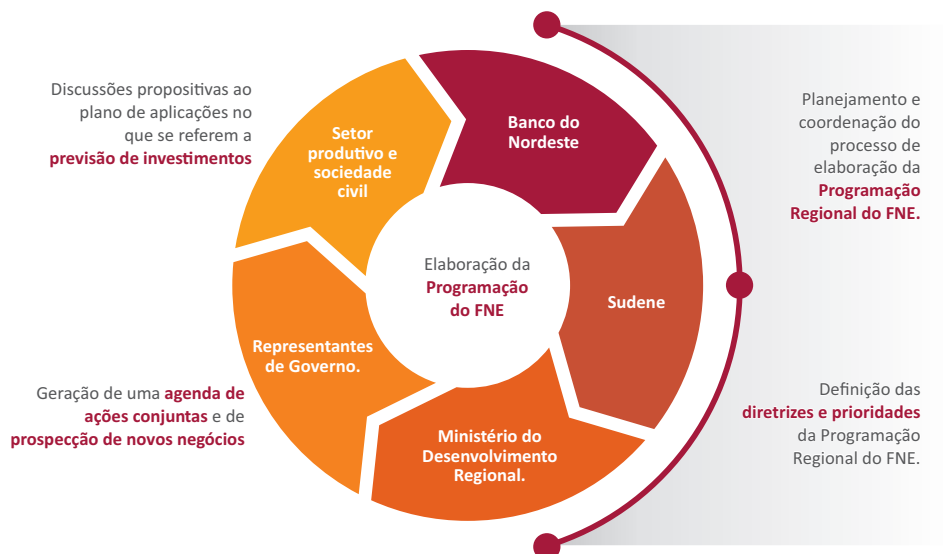 Discussões propositivas ao
plano de aplicações no
que se referem a
previsão de investimentos
Setor
produtivo e
sociedade
civil
Banco do
Nordeste
Planejamento e
coordenação do
processo de
elaboração da
Programação
Regional do FNE.
Elaboração da
Programação
do FNE
Sudene
Representantes
de Governo.
Geração de uma agenda de
ações conjuntas e de
prospecção de novos negócios
Ministério do
Desenvolvimento
Regional.
Definição das
diretrizes e prioridades
da Programação
Regional do FNE.